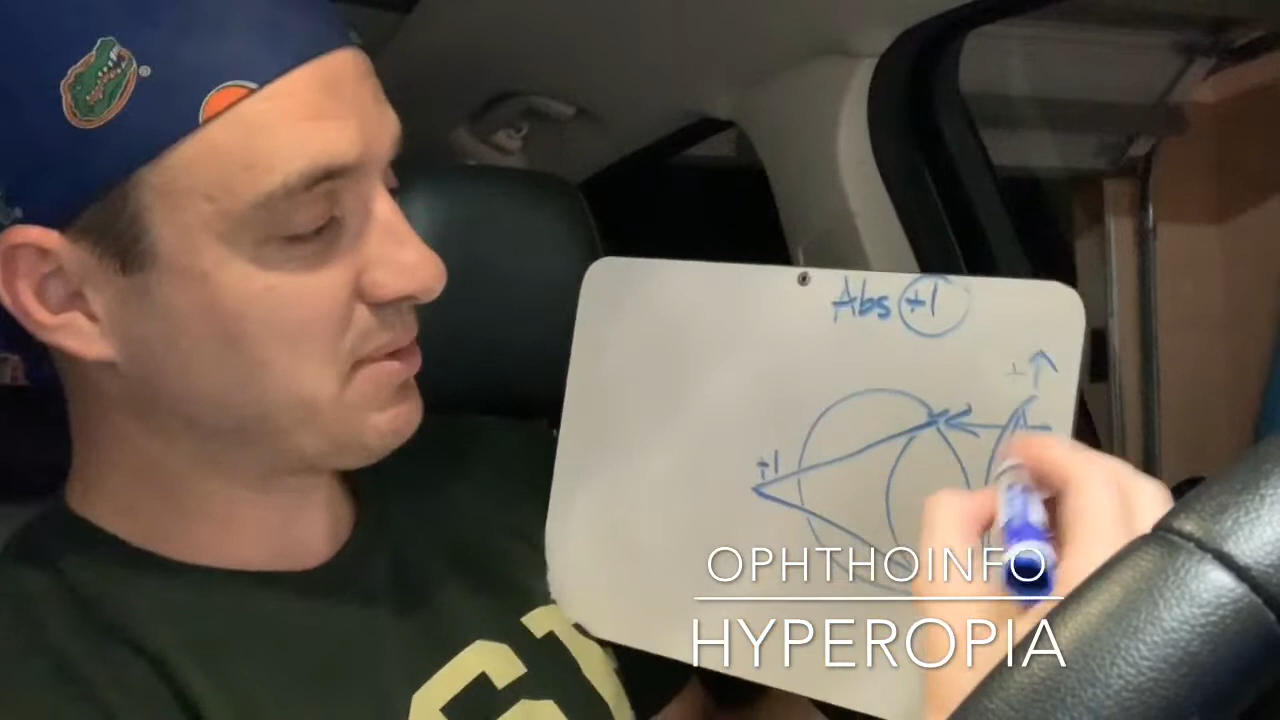 Abs +1
+
+1
OPHTHOINFO
HYPEROPIA